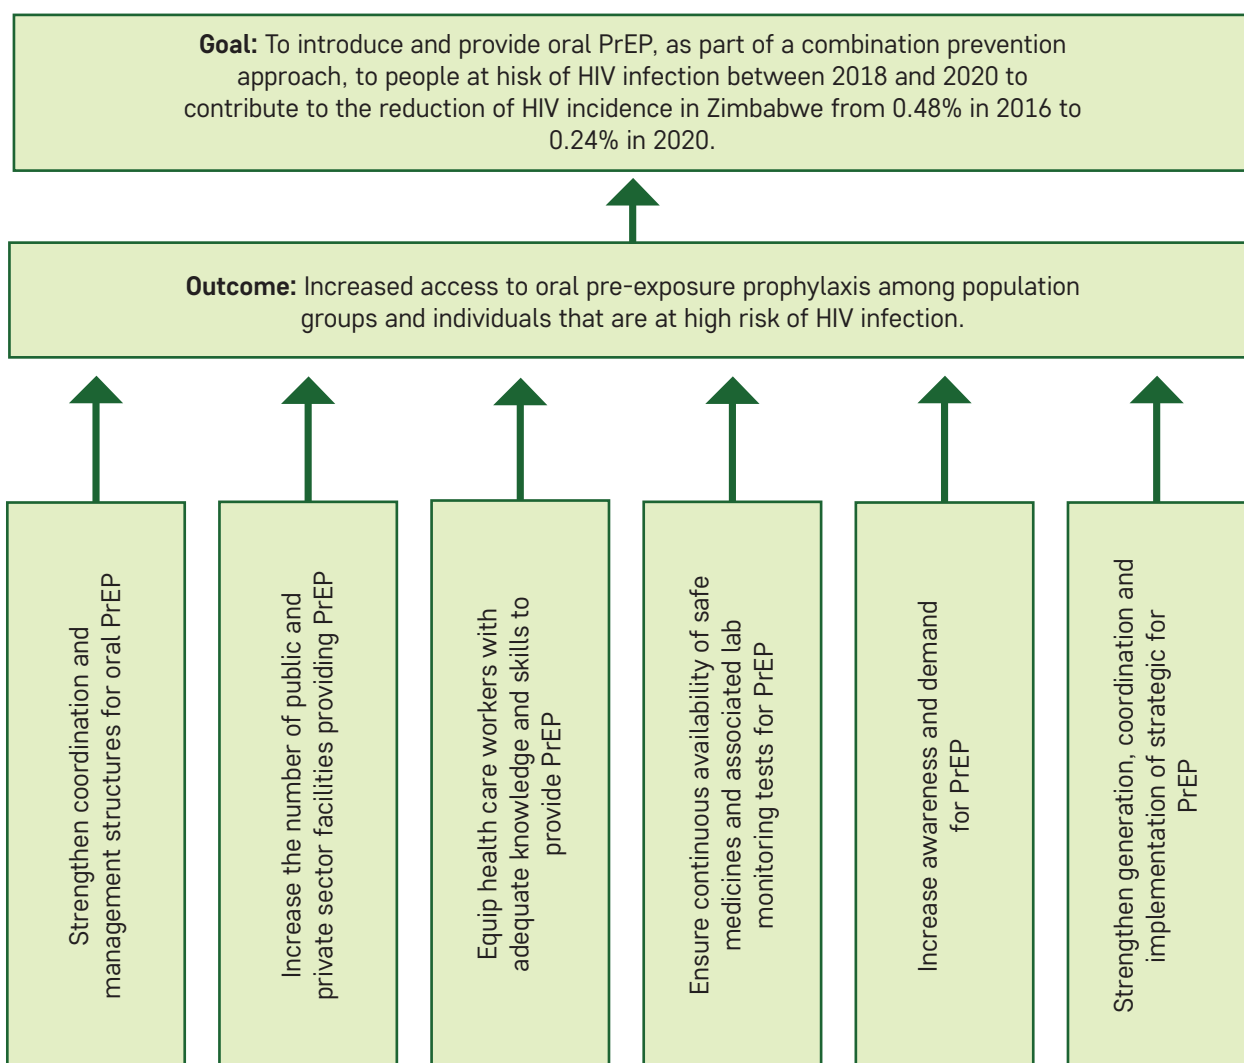 Goal: To introduce and provide oral PrEP, as part of a combination prevention
approach, to people at hisk of HIV infection between 2018 and 2020 to
contribute to the reduction of HIV incidence in Zimbabwe from 0.48% in 2016 to
0.24% in 2020.
Outcome: Increased access to oral pre-exposure prophylaxis among population
groups and individuals that are at high risk of HIV infection.
Strengthen coordination and
management structures for oral PrEP
Increase the number of public and
private sector facilities providing PrEP
Equip health care workers with
adequate knowledge and skills to
provide PrEP
Ensure continuous availability of safe
medicines and associated lab
monitoring tests for PrEP
Increase awareness and demand
for PrEP
Strengthen generation, coordination and
implementation of strategic for
PrEP